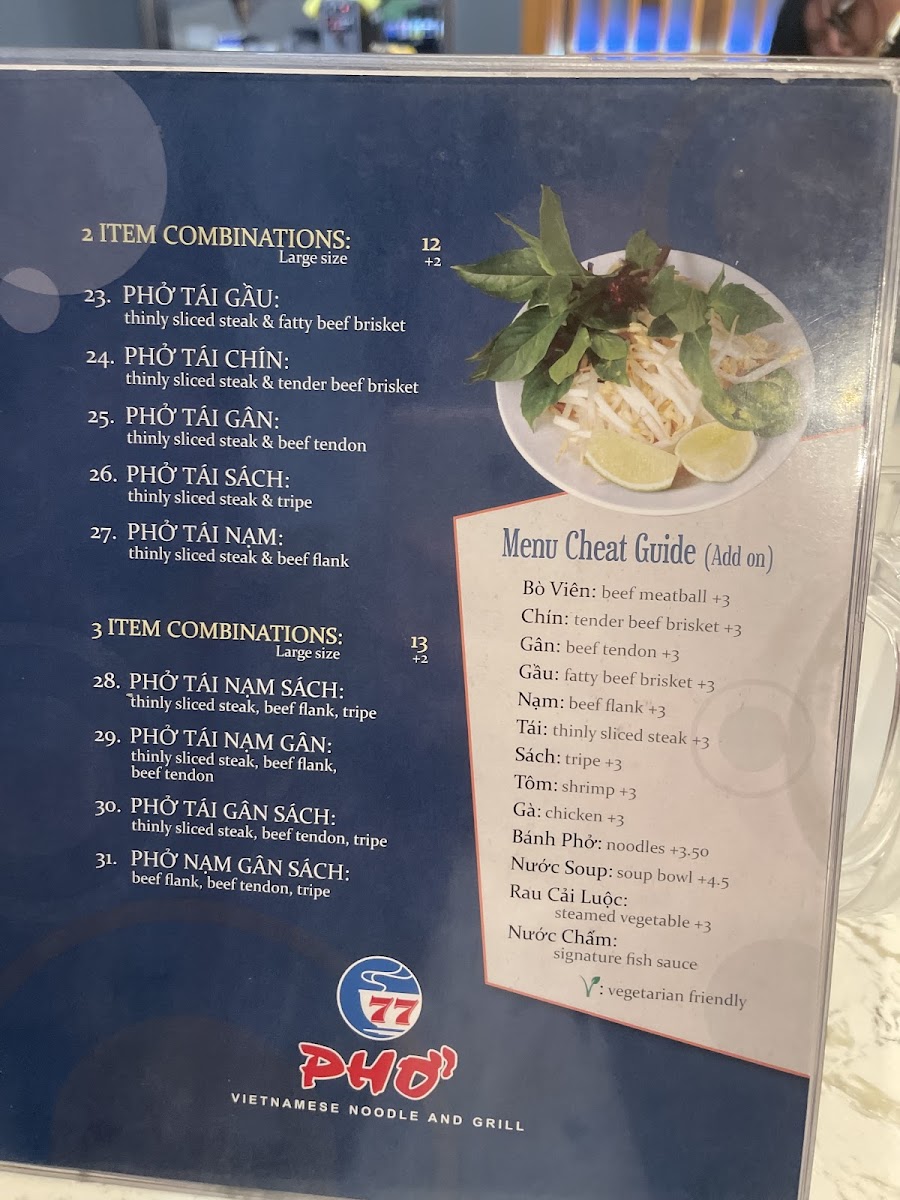 2 ITEM COMBINATIONS: 12
Large size +2
23. PHỞ TÁI GẦU:
thinly sliced steak & fatty beef brisket
24. PHỞ TÁI CHÍN:
thinly sliced steak & tender beef brisket
25. PHỞ TÁI GÂN:
thinly sliced steak & beef tendon
26. PHỞ TÁI SÁCH:
thinly sliced steak & tripe
27. PHỞ TÁI NẠM:
thinly sliced steak & beef flank
3 ITEM COMBINATIONS: 13
Large size +2
28. PHỞ TÁI NẠM SÁCH:
thinly sliced steak, beef flank, tripe
29. PHỞ TÁI NẠM GÂN:
thinly sliced steak, beef flank,
beef tendon
30. PHỞ TÁI GÂN SÁCH:
thinly sliced steak, beef tendon, tripe
31. PHỞ NẠM GÂN SÁCH:
beef flank, beef tendon, tripe
Menu Cheat Guide (Add on)
Bò Viên: beef meatball +3
Chín: tender beef brisket +3
Gân: beef tendon +3
Gầu: fatty beef brisket +3
Nạm: beef flank +3
Tái: thinly sliced steak +3
Sách: tripe +3
Tôm: shrimp +3
Gà: chicken +3
Bánh Phở: noodles +3.50
Nước Soup: soup bowl +4.5
Rau Cải Luộc:
steamed vegetable +3
Nước Chấm:
signature fish sauce
: vegetarian friendly
77
PHỞ
VIETNAMESE NOODLE AND GRILL